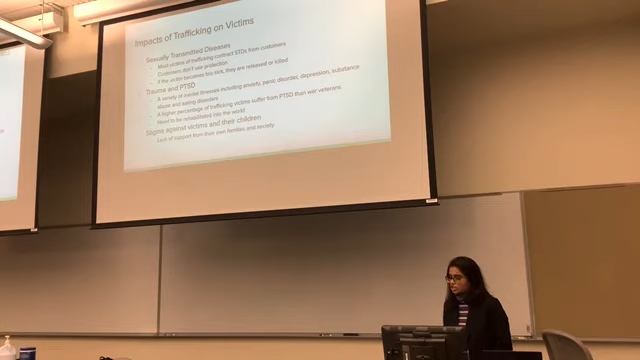 Impacts of Trafficking on Victims
Sexually Transmitted Diseases
Most victims of trafficking contract STDs from customers
Customers don't use protection
If the victim becomes too sick, they are released or killed
Trauma and PTSD
A variety of mental illnesses including anxiety, panic disorder, depression, substance
abuse and eating disorders
A higher percentage of trafficking victims suffer from PTSD than war veterans
Need to be rehabilitated into the world
Stigma against victims and their children
Lack of support from their own families and society